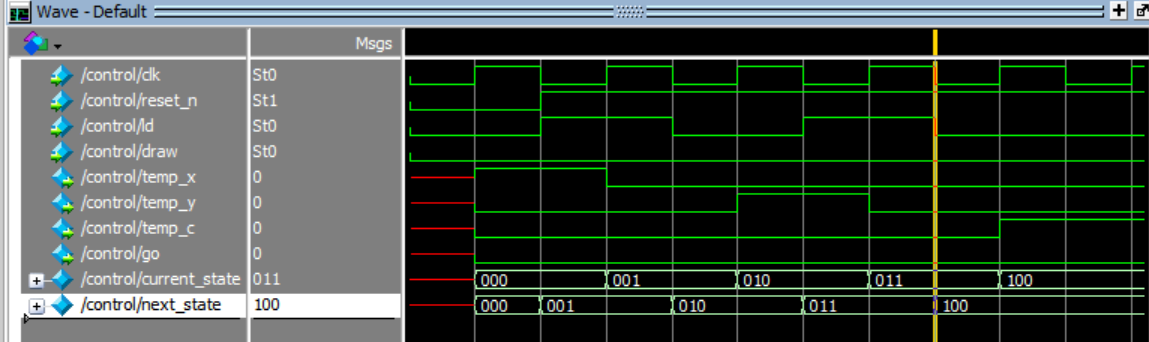 Wave - Default
Msgs
/control/clk St0
/control/reset_n St1
/control/ld St0
/control/draw St0
/control/temp_x 0
/control/temp_y 0
/control/temp_c 0
/control/go 0
/control/current_state 011 000 001 010 011 100
/control/next_state 100 000 001 010 011 100